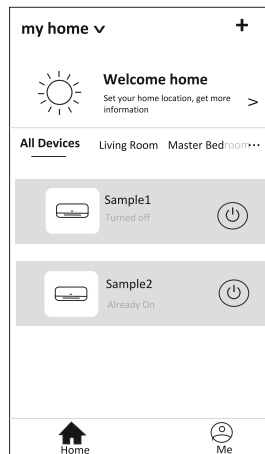 my home
Welcome home
Set your home location, get more
information
All Devices Living Room Master Bedroom
Sample1
Turned off
Sample2
Already On
Home Me